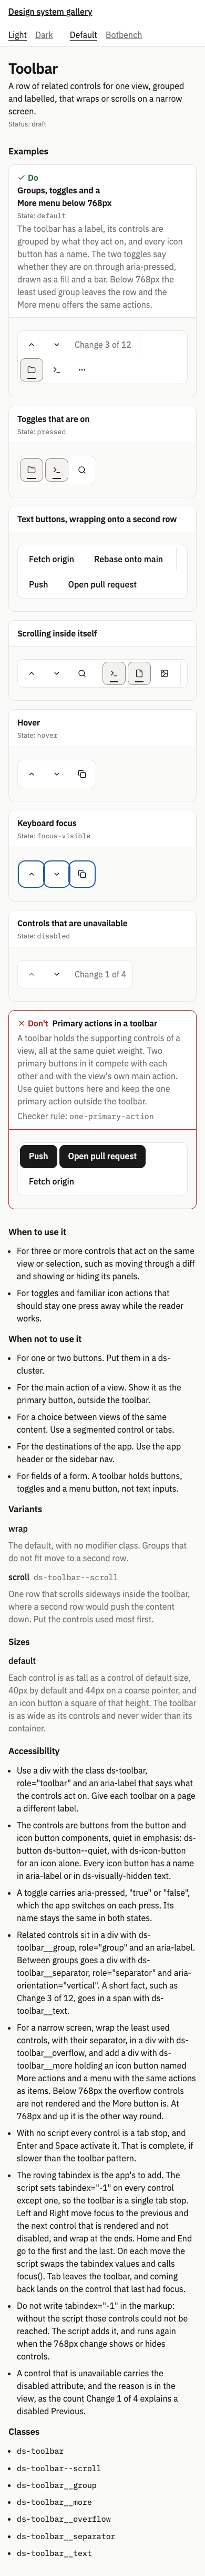 Design system gallery
Light Dark Default Botbench
Toolbar
A row of related controls for one view, grouped
and labelled, that wraps or scrolls on a narrow
screen.
Status: draft
Examples
Do
Groups, toggles and a
More menu below 768px
State: default
The toolbar has a label, its controls are
grouped by what they act on, and every icon
button has a name. The two toggles say
whether they are on through aria-pressed,
drawn as a fill and a bar. Below 768px the
least used group leaves the row and the
More menu offers the same actions.
Change 3 of 12
Toggles that are on
State: pressed
Text buttons, wrapping onto a second row
Fetch origin Rebase onto main
Push Open pull request
Scrolling inside itself
Hover
State: hover
Keyboard focus
State: focus-visible
Controls that are unavailable
State: disabled
Change 1 of 4
Don't Primary actions in a toolbar
A toolbar holds the supporting controls of a
view, all at the same quiet weight. Two
primary buttons in it compete with each
other and with the view's own main action.
Use quiet buttons here and keep the one
primary action outside the toolbar.
Checker rule: one-primary-action
Push Open pull request
Fetch origin
When to use it
• For three or more controls that act on the same
view or selection, such as moving through a diff
and showing or hiding its panels.
• For toggles and familiar icon actions that
should stay one press away while the reader
works.
When not to use it
• For one or two buttons. Put them in a ds-
cluster.
• For the main action of a view. Show it as the
primary button, outside the toolbar.
• For a choice between views of the same
content. Use a segmented control or tabs.
• For the destinations of the app. Use the app
header or the sidebar nav.
• For fields of a form. A toolbar holds buttons,
toggles and a menu button, not text inputs.
Variants
wrap
The default, with no modifier class. Groups that
do not fit move to a second row.
scroll ds-toolbar--scroll
One row that scrolls sideways inside the toolbar,
where a second row would push the content
down. Put the controls used most first.
Sizes
default
Each control is as tall as a control of default size,
40px by default and 44px on a coarse pointer, and
an icon button a square of that height. The toolbar
is as wide as its controls and never wider than its
container.
Accessibility
• Use a div with the class ds-toolbar,
role="toolbar" and an aria-label that says what
the controls act on. Give each toolbar on a page
a different label.
• The controls are buttons from the button and
icon button components, quiet in emphasis: ds-
button ds-button--quiet, with ds-icon-button
for an icon alone. Every icon button has a name
in aria-label or in ds-visually-hidden text.
• A toggle carries aria-pressed, "true" or "false",
which the app switches on each press. Its
name stays the same in both states.
• Related controls sit in a div with ds-
toolbar__group, role="group" and an aria-label.
Between groups goes a div with ds-
toolbar__separator, role="separator" and aria-
orientation="vertical". A short fact, such as
Change 3 of 12, goes in a span with ds-
toolbar__text.
• For a narrow screen, wrap the least used
controls, with their separator, in a div with ds-
toolbar__overflow, and add a div with ds-
toolbar__more holding an icon button named
More actions and a menu with the same actions
as items. Below 768px the overflow controls
are not rendered and the More button is. At
768px and up it is the other way round.
• With no script every control is a tab stop, and
Enter and Space activate it. That is complete, if
slower than the toolbar pattern.
• The roving tabindex is the app's to add. The
script sets tabindex="-1" on every control
except one, so the toolbar is a single tab stop.
Left and Right move focus to the previous and
the next control that is rendered and not
disabled, and wrap at the ends. Home and End
go to the first and the last. On each move the
script swaps the tabindex values and calls
focus(). Tab leaves the toolbar, and coming
back lands on the control that last had focus.
• Do not write tabindex="-1" in the markup:
without the script those controls could not be
reached. The script adds it, and runs again
when the 768px change shows or hides
controls.
• A control that is unavailable carries the
disabled attribute, and the reason is in the
view, as the count Change 1 of 4 explains a
disabled Previous.
Classes
• ds-toolbar
• ds-toolbar--scroll
• ds-toolbar__group
• ds-toolbar__more
• ds-toolbar__overflow
• ds-toolbar__separator
• ds-toolbar__text